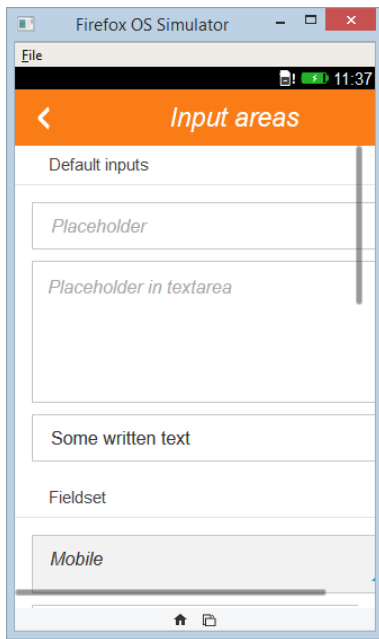 Firefox OS Simulator
File
11:37
Input areas
Default inputs
Placeholder
Placeholder in textarea
Some written text
Fieldset
Mobile